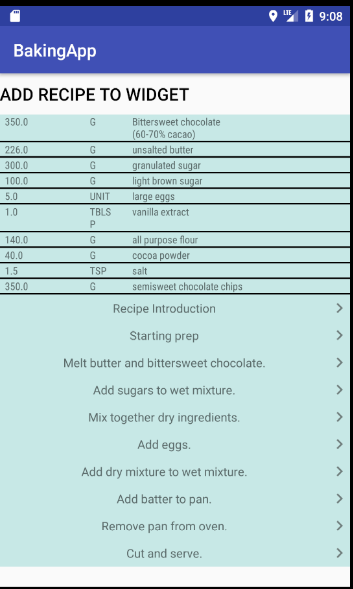 LTE 9:08
BakingApp
ADD RECIPE TO WIDGET
350.0 G Bittersweet chocolate
(60-70% cacao)
226.0 G unsalted butter
300.0 G granulated sugar
100.0 G light brown sugar
5.0 UNIT large eggs
1.0 TBLS vanilla extract
P
140.0 G all purpose flour
40.0 G cocoa powder
1.5 TSP salt
350.0 G semisweet chocolate chips
Recipe Introduction
Starting prep
Melt butter and bittersweet chocolate.
Add sugars to wet mixture.
Mix together dry ingredients.
Add eggs.
Add dry mixture to wet mixture.
Add batter to pan.
Remove pan from oven.
Cut and serve.